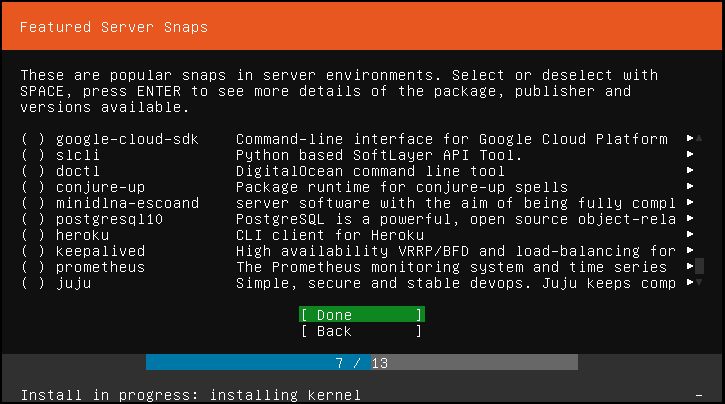 Featured Server Snaps
These are popular snaps in server environments. Select or deselect with
SPACE, press ENTER to see more details of the package, publisher and
versions available.
( ) google-cloud-sdk Command-line interface for Google Cloud Platform ▸
( ) slcli Python based SoftLayer API Tool. ▸
( ) doctl DigitalOcean command line tool ▸
( ) conjure-up Package runtime for conjure-up spells ▸
( ) minidlna-escoand server software with the aim of being fully compl ▸
( ) postgresql10 PostgreSQL is a powerful, open source object-rela ▸
( ) heroku CLI client for Heroku ▸
( ) keepalived High availability VRRP/BFD and load-balancing for ▸
( ) prometheus The Prometheus monitoring system and time series ▸
( ) juju Simple, secure and stable devops. Juju keeps comp ▸
[ Done ]
[ Back ]
7 / 13
Install in progress: installing kernel -